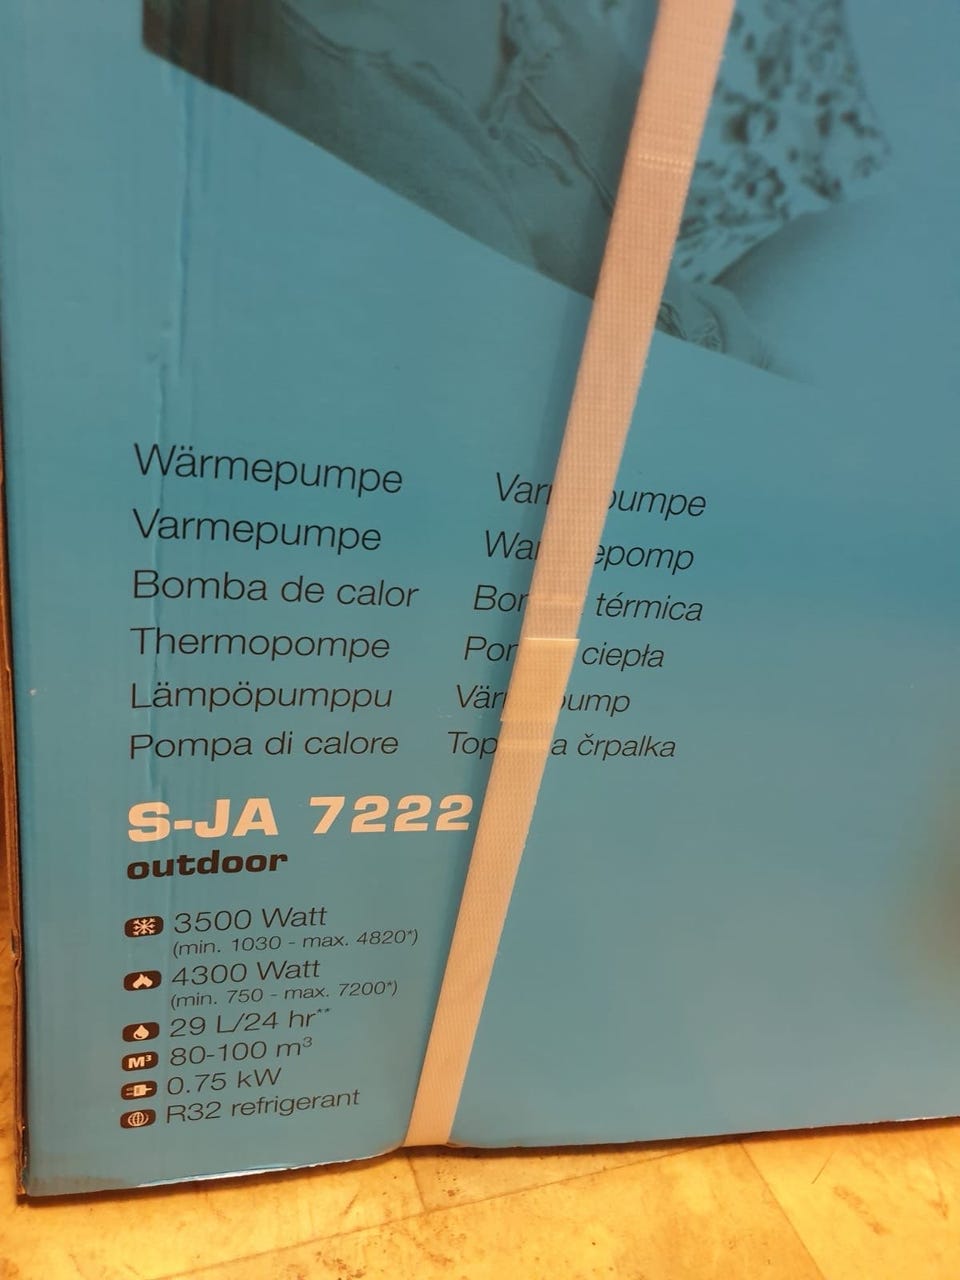 Wärmepumpe
Varmepumpe
Bomba de calor
Thermopompe
Lämpöpumppu
Pompa di calore
térmica
ciepła
črpalka
S-JA 7222
outdoor
3500 Watt
(min. 1030 - max. 4820*)
4300 Watt
(min. 750 - max. 7200*)
29 L/24 hr**
M³ 80-100 m³
0.75 kW
R32 refrigerant